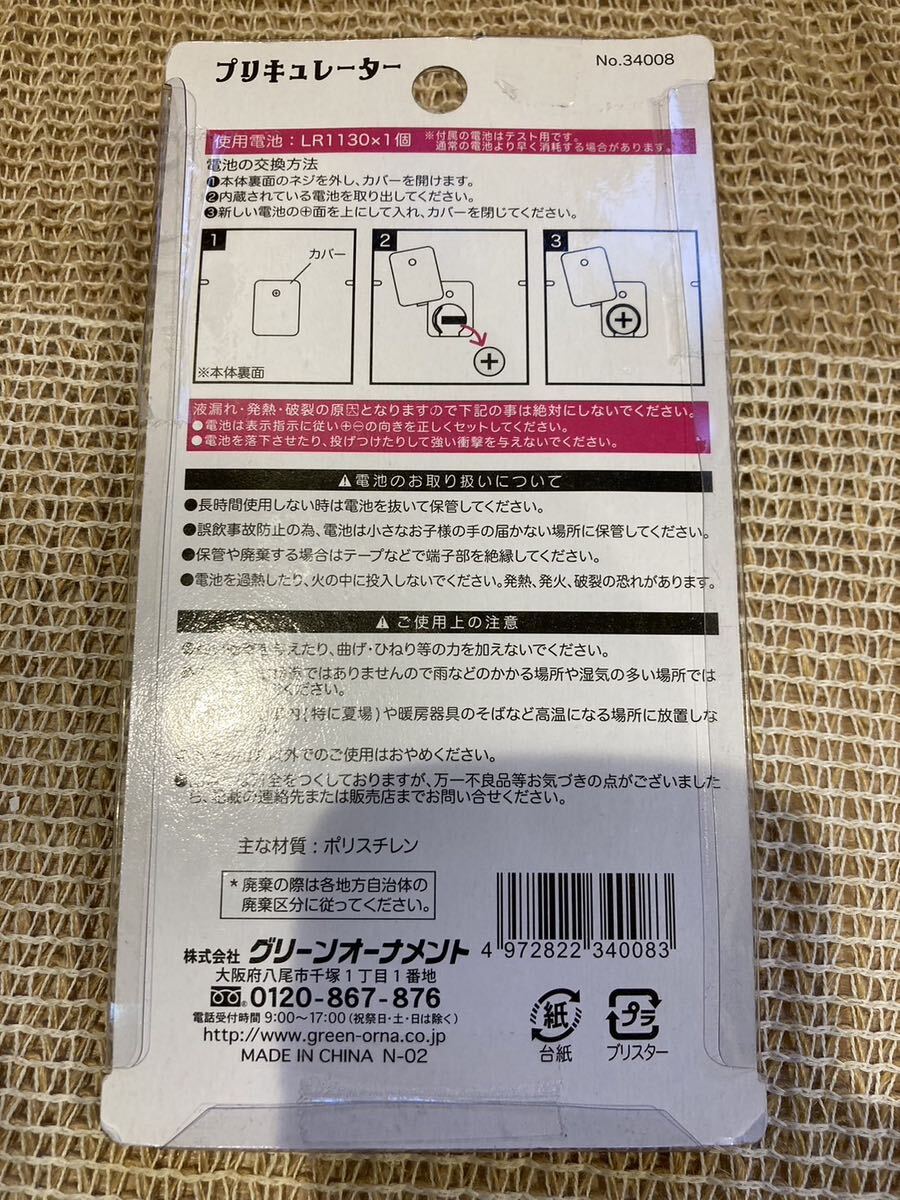 プリキュレーター
No.34008
使用電池：LR1130×1個
※付属の電池はテスト用です。
通常の電池より早く消耗する場合があります。
電池の交換方法
❶本体裏面のネジを外し、カバーを開けます。
❷内蔵されている電池を取り出してください。
❸新しい電池の⊕面を上にして入れ、カバーを閉じてください。
1
カバー
※本体裏面
2
3
液漏れ・発熱・破裂の原因となりますので下記の事は絶対にしないでください。
●電池は表示指示に従い⊕⊖の向きを正しくセットしてください。
●電池を落下させたり、投げつけたりして強い衝撃を与えないでください。
⚠電池のお取り扱いについて
●長時間使用しない時は電池を抜いて保管してください。
●誤飲事故防止の為、電池は小さなお子様の手の届かない場所に保管してください。
●保管や廃棄する場合はテープなどで端子部を絶縁してください。
●電池を過熱したり、火の中に投入しないでください。発熱、発火、破裂の恐れがあります。
⚠ご使用上の注意
与えたり、曲げ・ひねり等の力を加えないでください。
ではありませんので雨などのかかる場所や湿気の多い場所では
ください。
内(特に夏場)や暖房器具のそばなど高温になる場所に放置しな
外でのご使用はおやめください。
全をつくしておりますが、万一不良品等お気づきの点がございました
ら、記載の連絡先または販売店までお問い合せください。
主な材質：ポリスチレン
*廃棄の際は各地方自治体の
廃棄区分に従ってください。
4 972822 340083
株式会社 グリーンオーナメント
大阪府八尾市千塚1丁目1番地
0120-867-876
電話受付時間 9:00～17:00（祝祭日・土・日は除く）
http://www.green-orna.co.jp
MADE IN CHINA N-02
紙
台紙
プラ
ブリスター